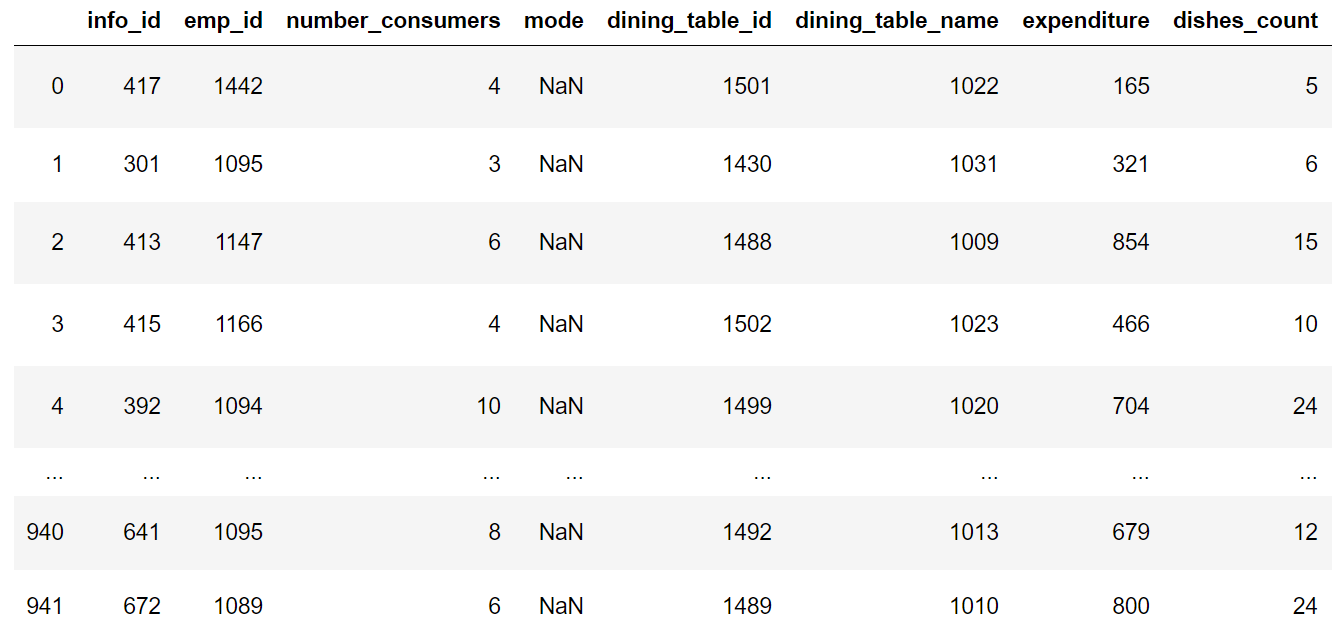 info_id emp_id number_consumers mode dining_table_id dining_table_name expenditure dishes_count
0 417 1442 4 NaN 1501 1022 165 5
1 301 1095 3 NaN 1430 1031 321 6
2 413 1147 6 NaN 1488 1009 854 15
3 415 1166 4 NaN 1502 1023 466 10
4 392 1094 10 NaN 1499 1020 704 24
... ... ... ... ... ... ... ... ...
940 641 1095 8 NaN 1492 1013 679 12
941 672 1089 6 NaN 1489 1010 800 24